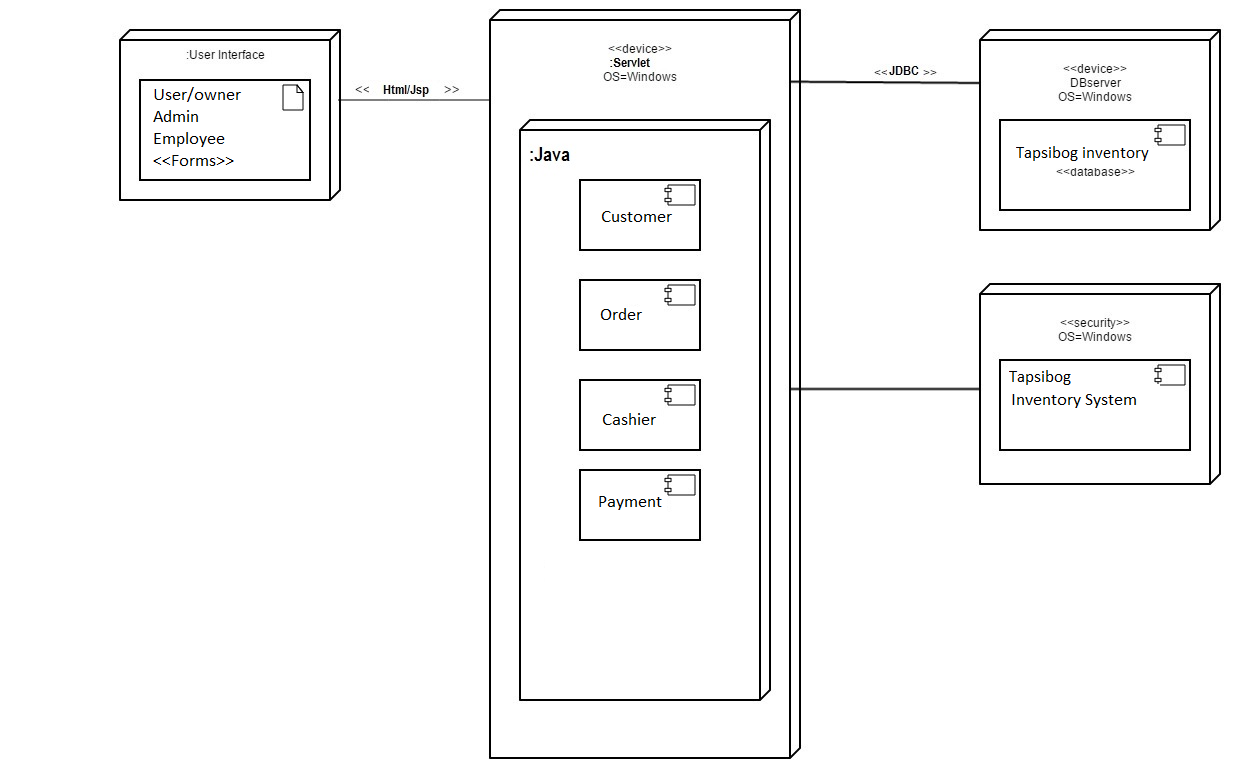 :User Interface
User/owner
Admin
Employee
<<Forms>>
<< Html/Jsp >>
<<device>>
:Servlet
OS=Windows
:Java
Customer
Order
Cashier
Payment
<<JDBC >>
<<device>>
DBserver
OS=Windows
Tapsibog inventory
<<database>>
<<security>>
OS=Windows
Tapsibog
Inventory System